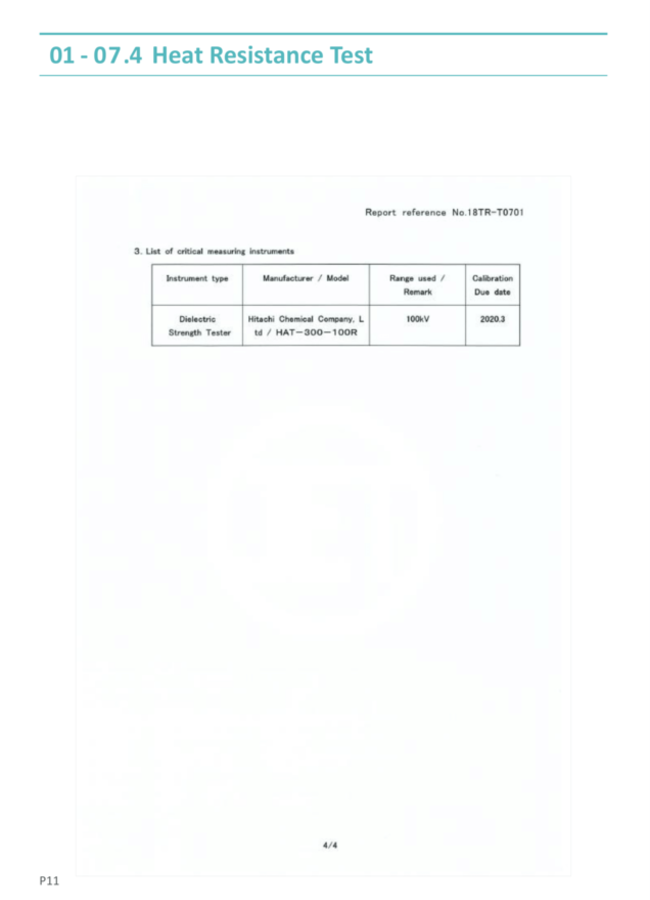 01 - 07.4 Heat Resistance Test
Report reference No.18TR-T0701
3. List of critical measuring instruments
Instrument type
Manufacturer / Model
Range used /
Remark
Calibration
Due date
Dielectric
Strength Tester
Hitachi Chemical Company, L
td / HAT－300－100R
100kV
2020.3
4/4
P11